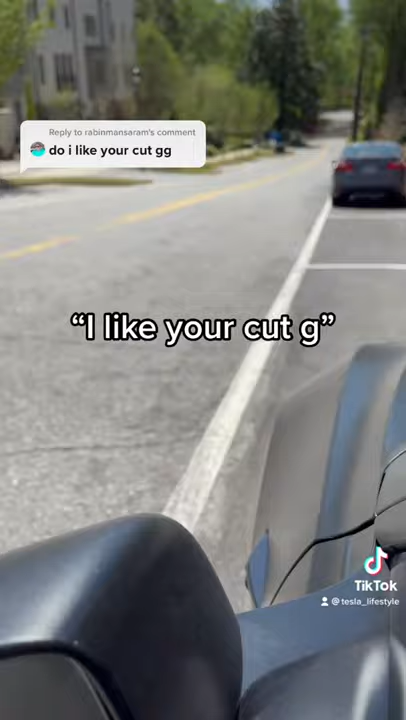 Reply to rabinmansaram's comment
do i like your cut gg
“I like your cut g”
TikTok
@tesla_lifestyle